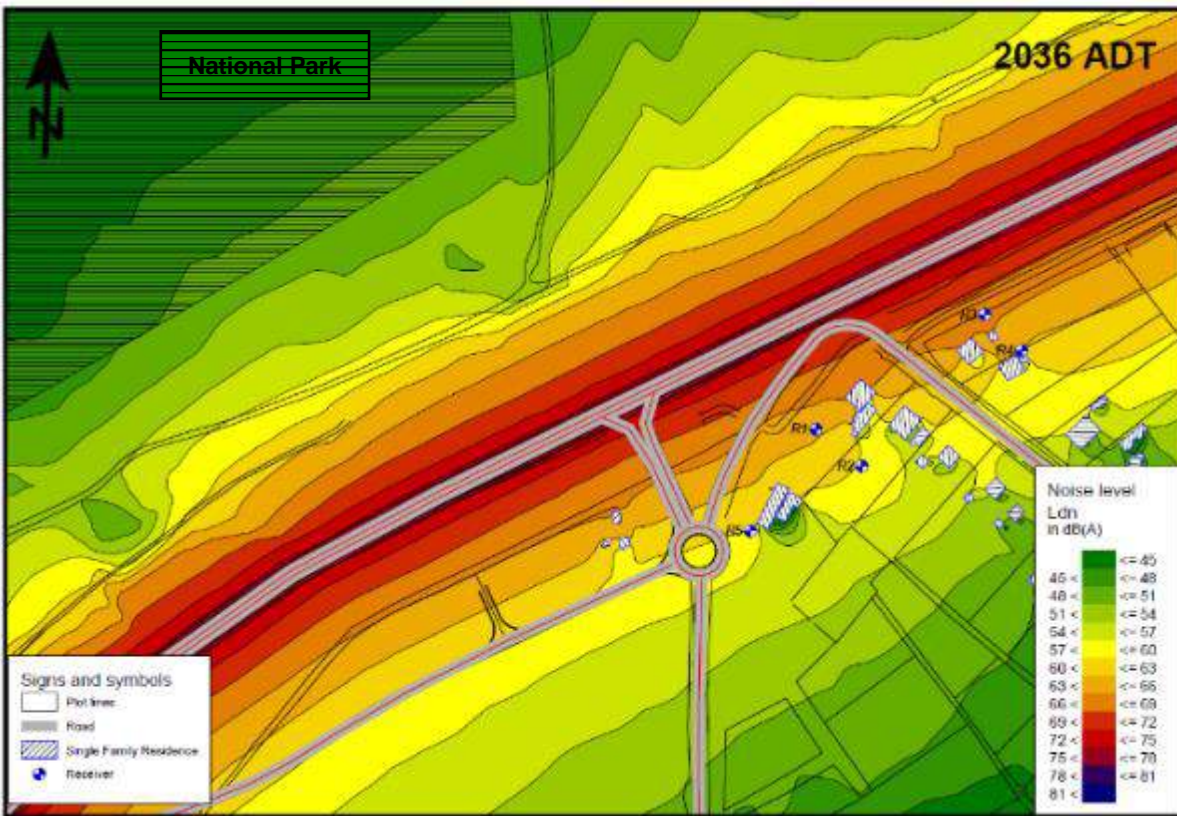 National Park
2036 ADT
N
R3
R4
R1
R2
R5
Noise level
Ldn
in dB(A)
<= 45
45 < <= 48
48 < <= 51
51 < <= 54
54 < <= 57
57 < <= 60
60 < <= 63
63 < <= 66
66 < <= 69
69 < <= 72
72 < <= 75
75 < <= 78
78 < <= 81
81 <
Signs and symbols
Plot lines
Road
Single Family Residence
Receiver